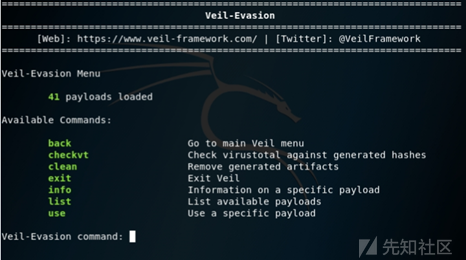 Veil-Evasion
[Web]: https://www.veil-framework.com/ | [Twitter]: @VeilFramework
Veil-Evasion Menu
41 payloads loaded
Available Commands:
back Go to main Veil menu
checkvt Check virustotal against generated hashes
clean Remove generated artifacts
exit Exit Veil
info Information on a specific payload
list List available payloads
use Use a specific payload
Veil-Evasion command:
先知社区